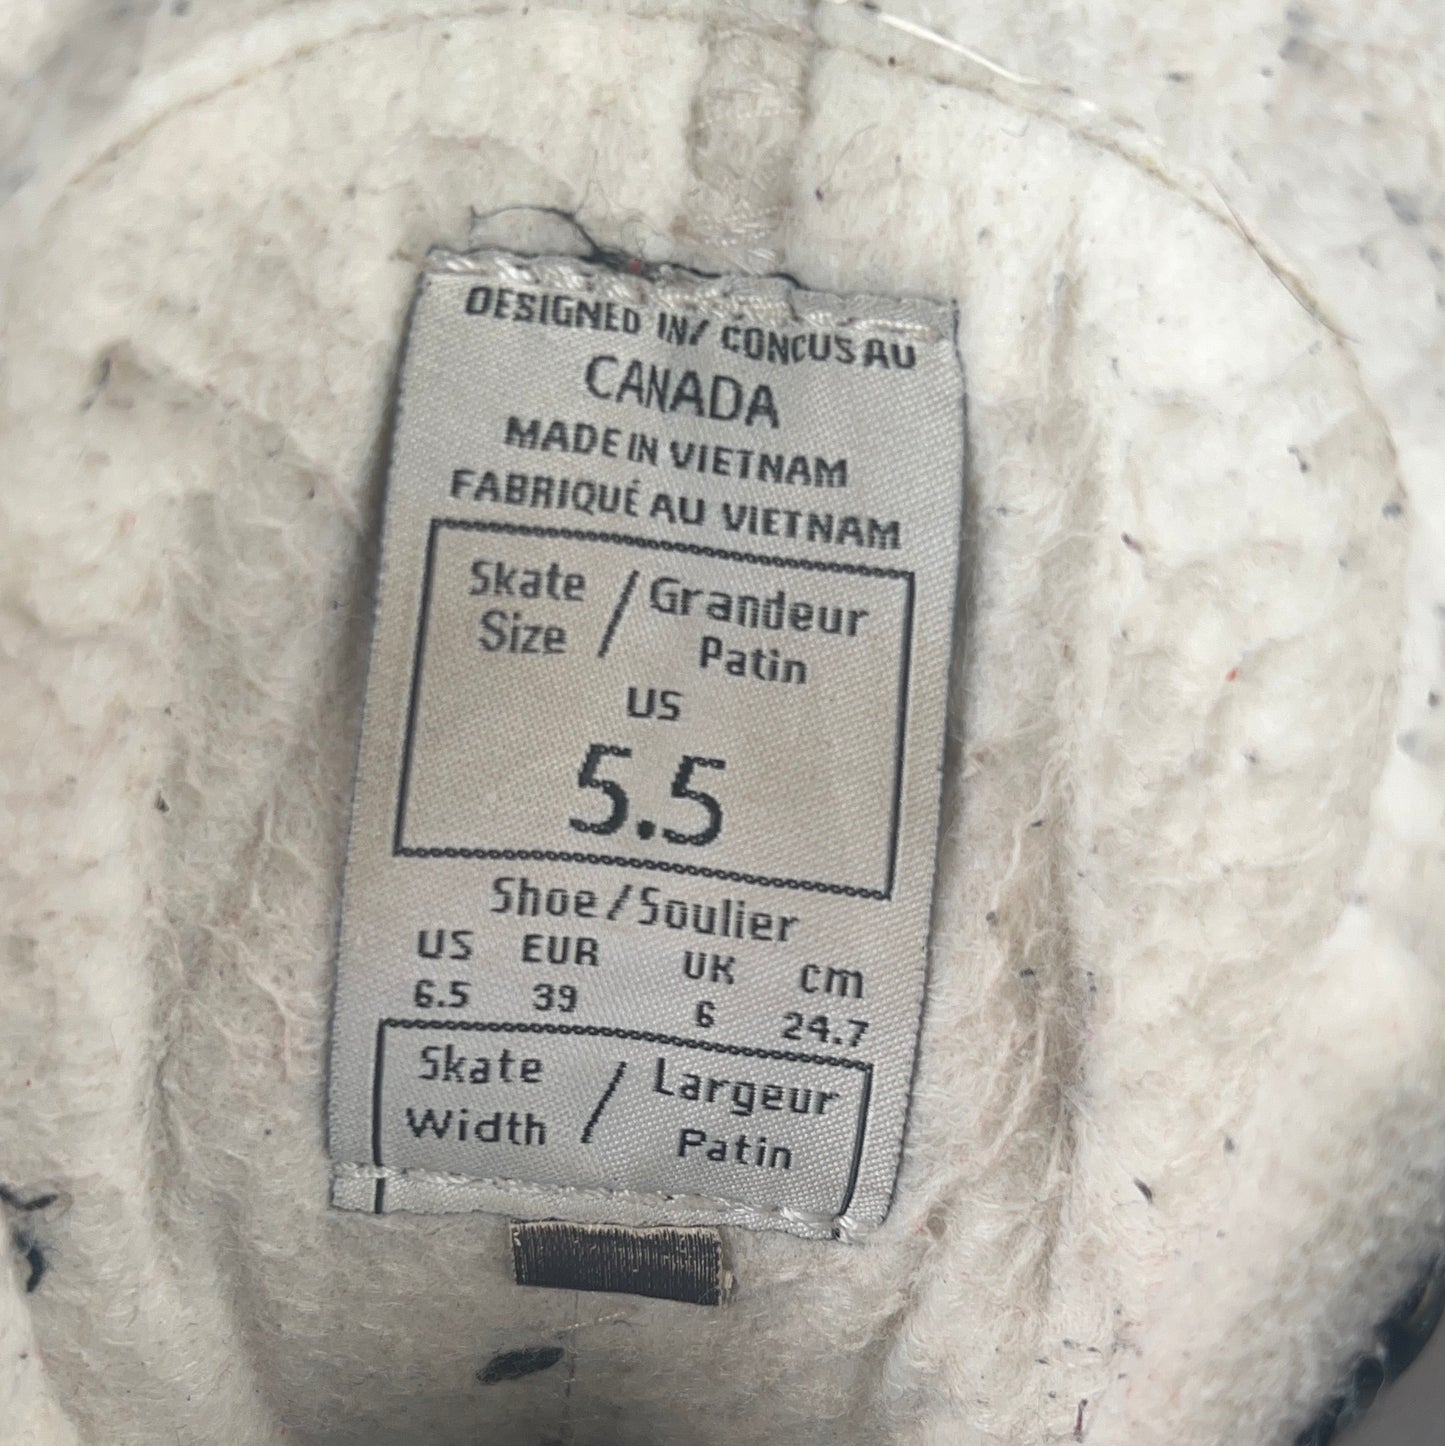 DESIGNED IN/ CONCUS AU
CANADA
MADE IN VIETNAM
FABRIQUÉ AU VIETNAM
Skate Size / Grandeur Patin
US
5.5
Shoe / Soulier
US EUR UK cm
6.5 39 6 24.7
Skate Width / Largeur Patin